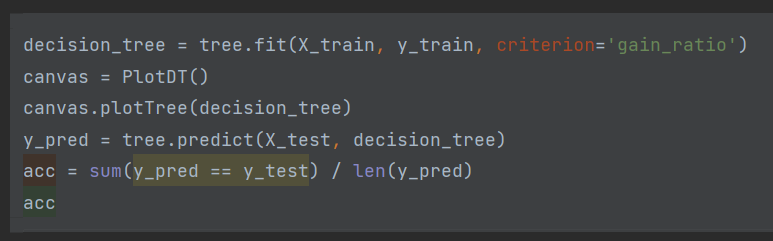 decision_tree = tree.fit(X_train, y_train, criterion='gain_ratio')
canvas = PlotDT()
canvas.plotTree(decision_tree)
y_pred = tree.predict(X_test, decision_tree)
acc = sum(y_pred == y_test) / len(y_pred)
acc